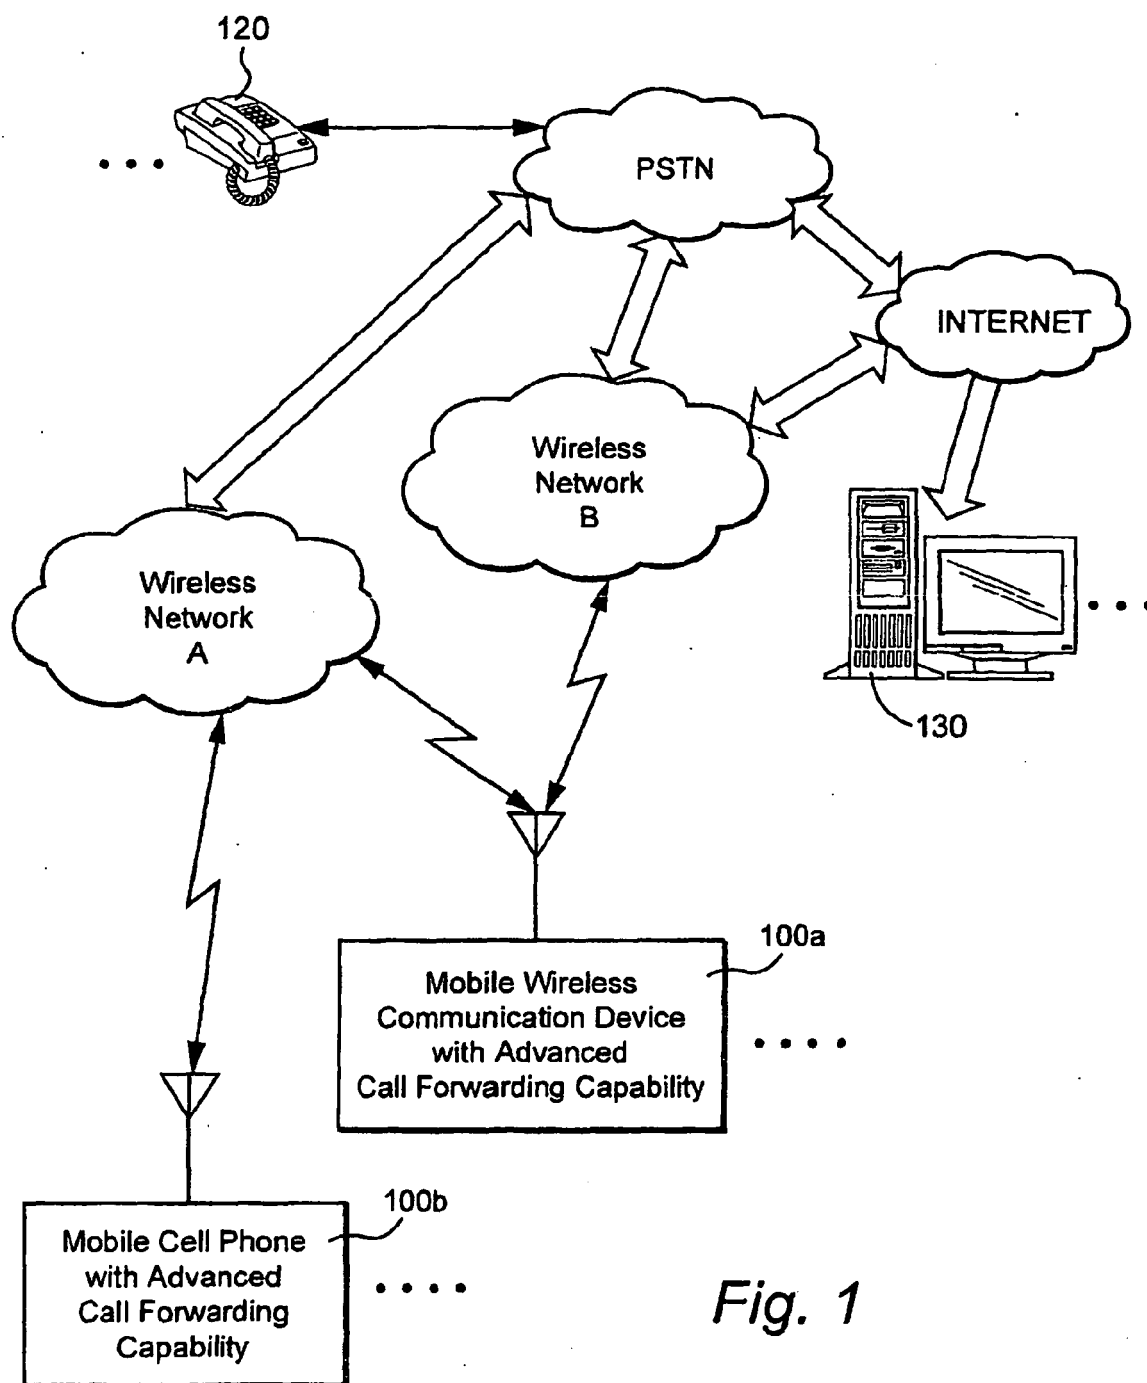 120
PSTN
INTERNET
Wireless
Network
B
Wireless
Network
A
130
100a
Mobile Wireless
Communication Device
with Advanced
Call Forwarding Capability
100b
Mobile Cell Phone
with Advanced
Call Forwarding
Capability
Fig. 1